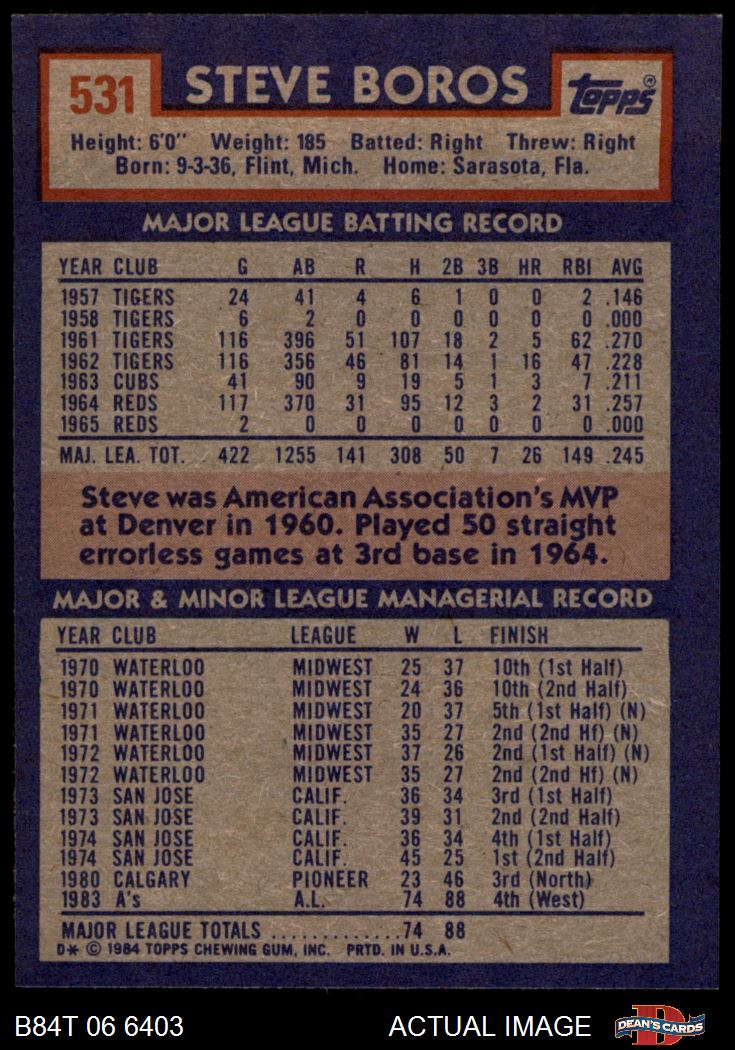 531 STEVE BOROS Topps®
Height: 6'0" Weight: 185 Batted: Right Threw: Right
Born: 9-3-36, Flint, Mich. Home: Sarasota, Fla.
MAJOR LEAGUE BATTING RECORD
YEAR CLUB G AB R H 2B 3B HR RBI AVG
1957 TIGERS 24 41 4 6 1 0 0 2 .146
1958 TIGERS 6 2 0 0 0 0 0 0 .000
1961 TIGERS 116 396 51 107 18 2 5 62 .270
1962 TIGERS 116 356 46 81 14 1 16 47 .228
1963 CUBS 41 90 9 19 5 1 3 7 .211
1964 REDS 117 370 31 95 12 3 2 31 .257
1965 REDS 2 0 0 0 0 0 0 0 .000
MAJ. LEA. TOT. 422 1255 141 308 50 7 26 149 .245
Steve was American Association's MVP
at Denver in 1960. Played 50 straight
errorless games at 3rd base in 1964.
MAJOR & MINOR LEAGUE MANAGERIAL RECORD
YEAR CLUB LEAGUE W L FINISH
1970 WATERLOO MIDWEST 25 37 10th (1st Half)
1970 WATERLOO MIDWEST 24 36 10th (2nd Half)
1971 WATERLOO MIDWEST 20 37 5th (1st Half) (N)
1971 WATERLOO MIDWEST 35 27 2nd (2nd Hf) (N)
1972 WATERLOO MIDWEST 37 26 2nd (1st Half) (N)
1972 WATERLOO MIDWEST 35 27 2nd (2nd Hf) (N)
1973 SAN JOSE CALIF. 36 34 3rd (1st Half)
1973 SAN JOSE CALIF. 39 31 2nd (2nd Half)
1974 SAN JOSE CALIF. 36 34 4th (1st Half)
1974 SAN JOSE CALIF. 45 25 1st (2nd Half)
1980 CALGARY PIONEER 23 46 3rd (North)
1983 A's A.L. 74 88 4th (West)
MAJOR LEAGUE TOTALS .............74 88
D* © 1984 TOPPS CHEWING GUM, INC. PRTD. IN U.S.A.
B84T 06 6403 ACTUAL IMAGE D DEAN'S CARDS